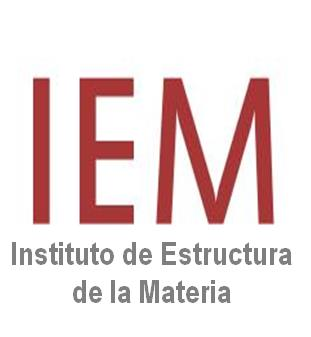 IEM
Instituto de Estructura
de la Materia